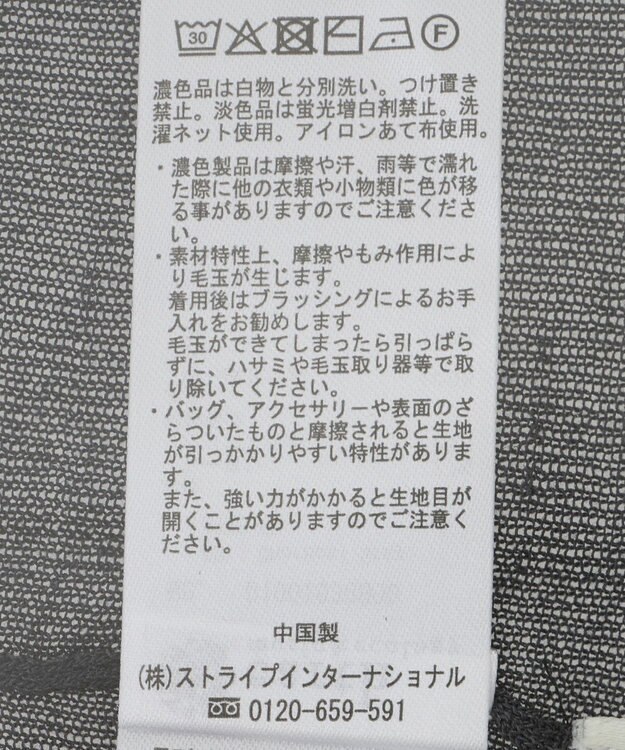 30 F
濃色品は白物と分別洗い。つけ置き
禁止。淡色品は蛍光増白剤禁止。洗
濯ネット使用。アイロンあて布使用。
・濃色製品は摩擦や汗、雨等で濡れ
た際に他の衣類や小物類に色が移
る事がありますのでご注意くださ
い。
・素材特性上、摩擦やもみ作用によ
り毛玉が生じます。
着用後はブラッシングによるお手
入れをお勧めします。
毛玉ができてしまったら引っぱら
ずに、ハサミや毛玉取り器等で取
り除いてください。
・バッグ、アクセサリーや表面のざ
らついたものと摩擦されると生地
が引っかかりやすい特性がありま
す。
また、強い力がかかると生地目が
開くことがありますのでご注意く
ださい。
中国製
(株)ストライプインターナショナル
0120-659-591